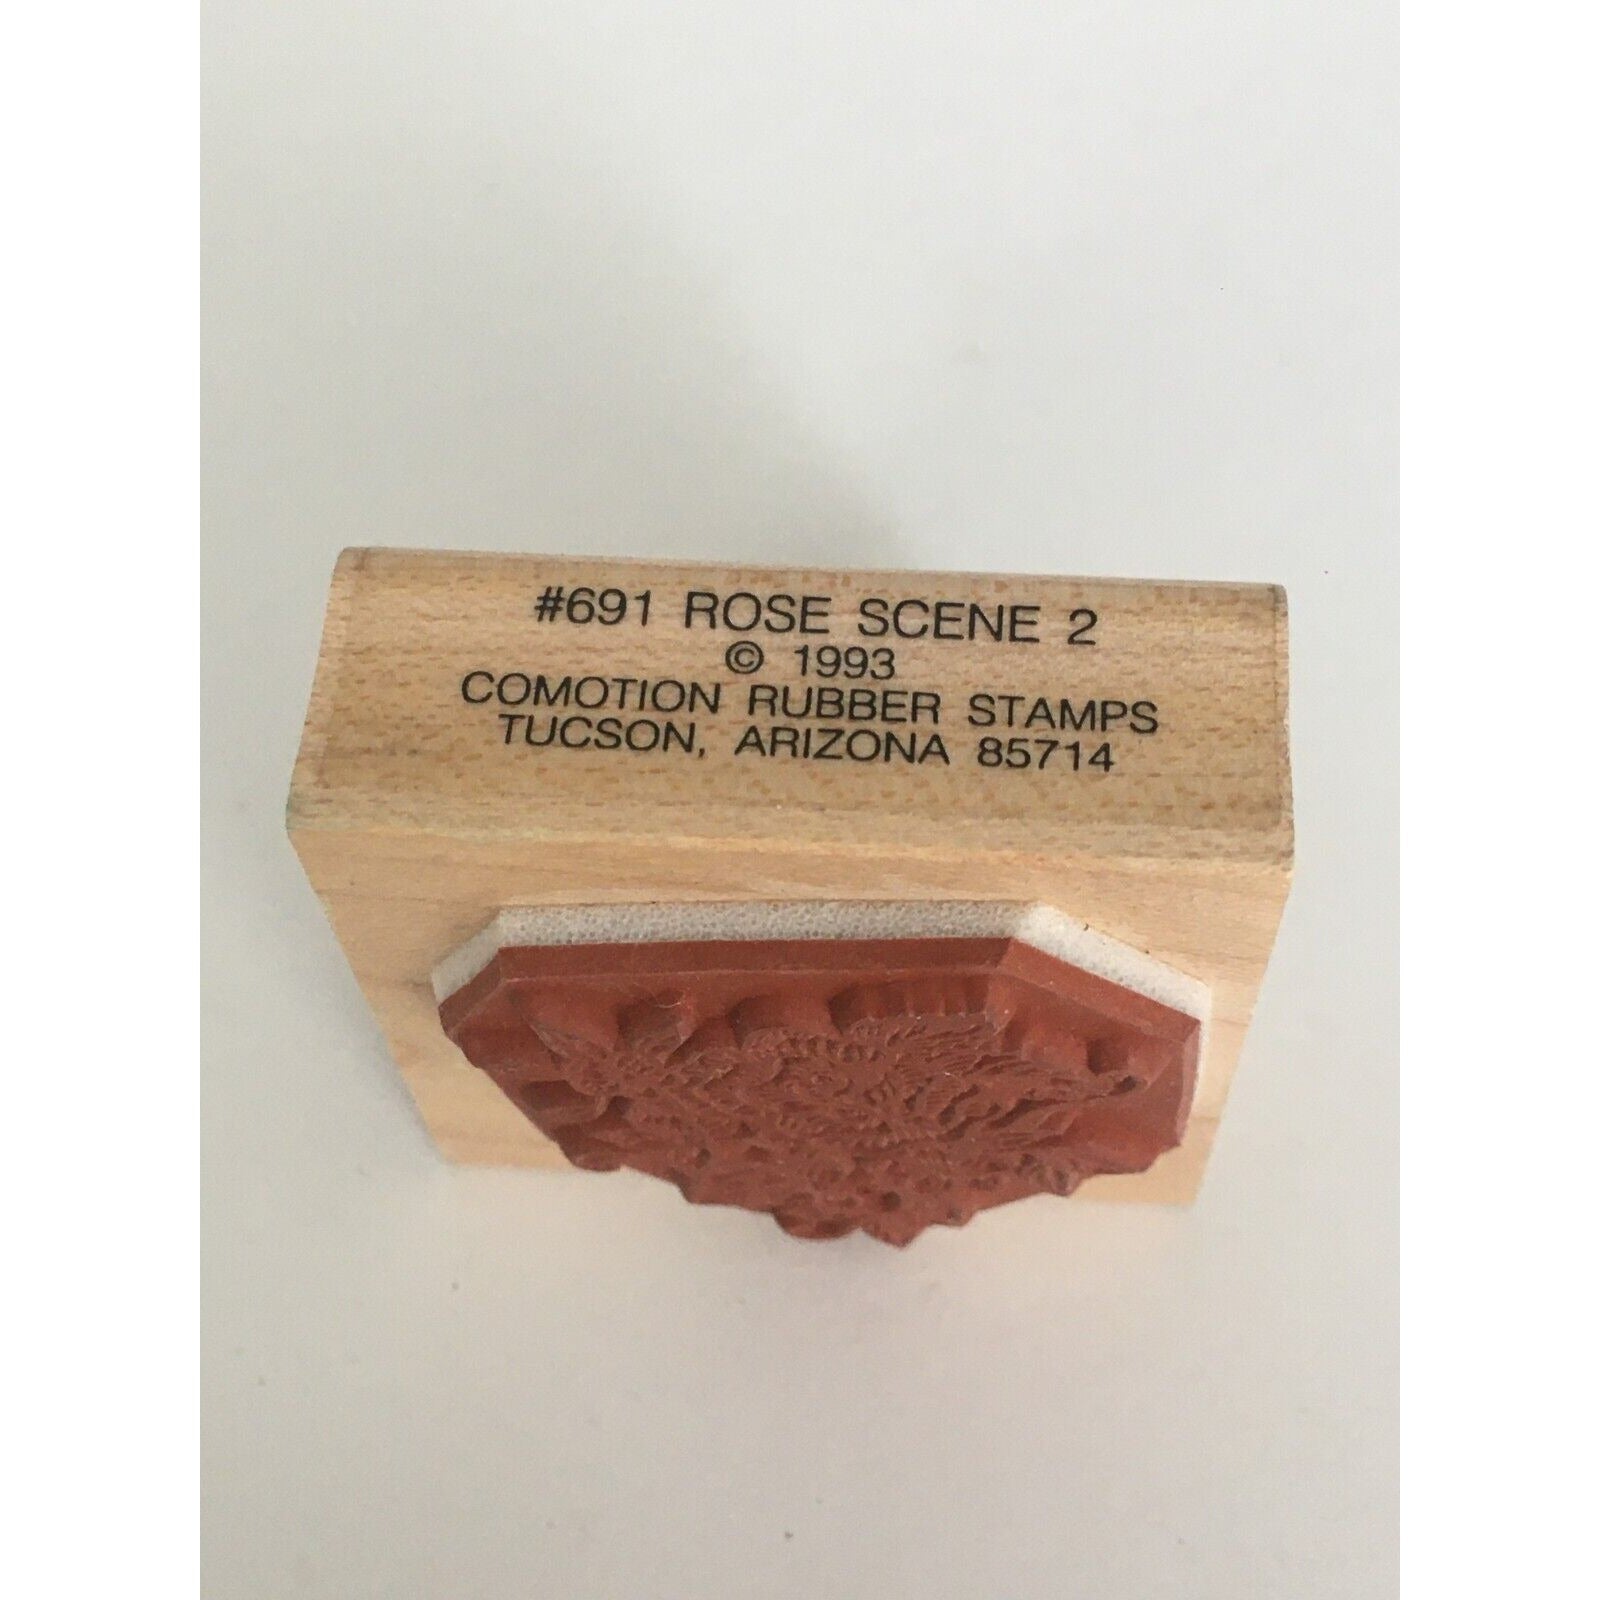 #691 ROSE SCENE 2
© 1993
COMOTION RUBBER STAMPS
TUCSON, ARIZONA 85714